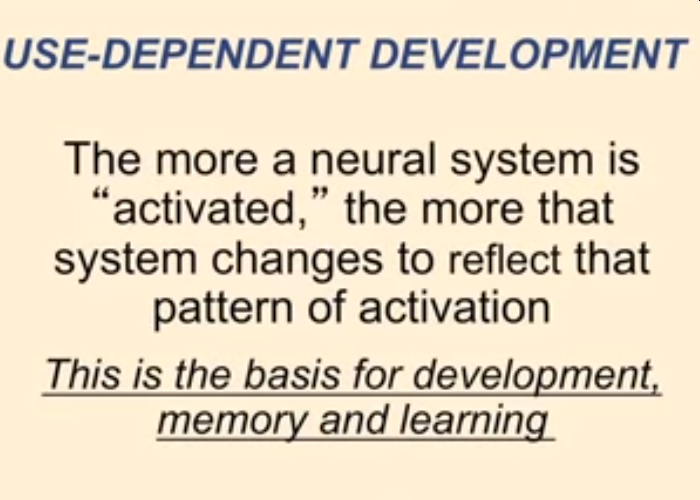 USE-DEPENDENT DEVELOPMENT
The more a neural system is
“activated,” the more that
system changes to reflect that
pattern of activation
This is the basis for development,
memory and learning